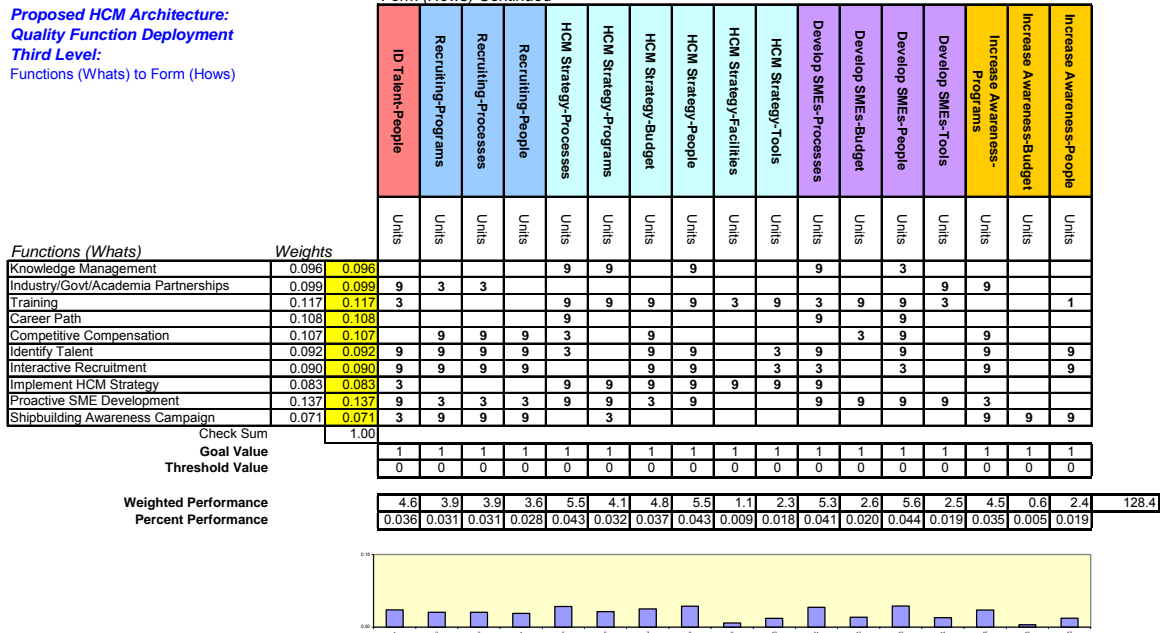 Form (Hows) Continued
Proposed HCM Architecture:
Quality Function Deployment
Third Level:
Functions (Whats) to Form (Hows)
ID Talent-People
Recruiting-Programs
Recruiting-Processes
Recruiting-People
HCM Strategy-Processes
HCM Strategy-Programs
HCM Strategy-Budget
HCM Strategy-People
HCM Strategy-Facilities
HCM Strategy-Tools
Develop SMEs-Processes
Develop SMEs-Budget
Develop SMEs-People
Develop SMEs-Tools
Increase Awareness-
Programs
Increase Awareness-Budget
Increase Awareness-People
Units Units Units Units Units Units Units Units Units Units Units Units Units Units Units Units Units
Functions (Whats) Weights
Knowledge Management 0.096 0.096 9 9 9 9 3
Industry/Govt/Academia Partnerships 0.099 0.099 9 3 3 9 9
Training 0.117 0.117 3 9 9 9 9 3 9 3 9 9 3 1
Career Path 0.108 0.108 9 9 9
Competitive Compensation 0.107 0.107 9 9 9 3 9 3 9 9
Identify Talent 0.092 0.092 9 9 9 9 3 9 9 3 9 9 9 9
Interactive Recruitment 0.090 0.090 9 9 9 9 9 9 3 3 3 9 9
Implement HCM Strategy 0.083 0.083 3 9 9 9 9 9 9 9
Proactive SME Development 0.137 0.137 9 3 3 3 9 9 3 9 9 9 9 9 3
Shipbuilding Awareness Campaign 0.071 0.071 3 9 9 9 3 9 9 9
Check Sum 1.00
Goal Value 1 1 1 1 1 1 1 1 1 1 1 1 1 1 1 1 1
Threshold Value 0 0 0 0 0 0 0 0 0 0 0 0 0 0 0 0 0
Weighted Performance 4.6 3.9 3.9 3.6 5.5 4.1 4.8 5.5 1.1 2.3 5.3 2.6 5.6 2.5 4.5 0.6 2.4 128.4
Percent Performance 0.036 0.031 0.031 0.028 0.043 0.032 0.037 0.043 0.009 0.018 0.041 0.020 0.044 0.019 0.035 0.005 0.019
0.15
0.00